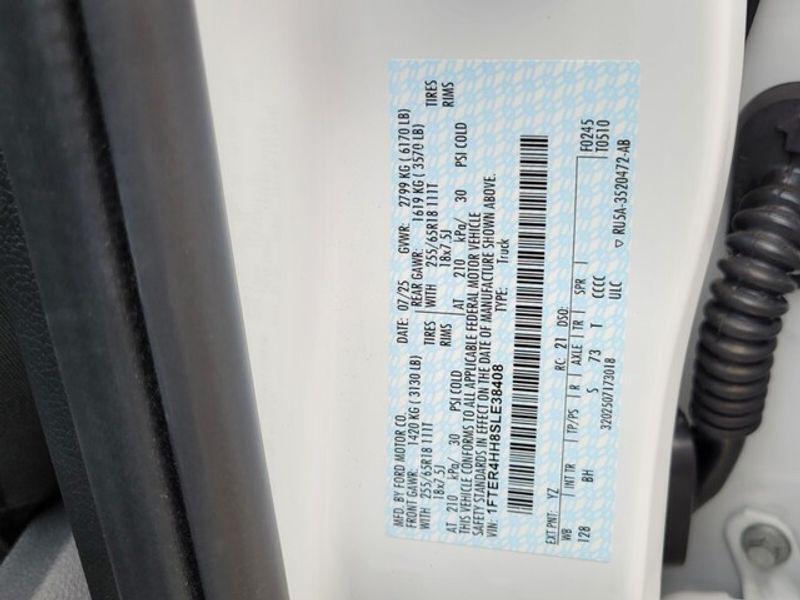 MFD. BY FORD MOTOR CO. DATE: 07/25 GVWR: 2799 KG ( 6170 LB)
FRONT GAWR: 1420 KG ( 3130 LB) REAR GAWR: 1619 KG ( 3570 LB)
WITH 255/65R18 111T TIRES WITH 255/65R18 111T TIRES
18x7.5J RIMS 18x7.5J RIMS
AT 210 kPa/ 30 PSI COLD AT 210 kPa/ 30 PSI COLD
THIS VEHICLE CONFORMS TO ALL APPLICABLE FEDERAL MOTOR VEHICLE
SAFETY STANDARDS IN EFFECT ON THE DATE OF MANUFACTURE SHOWN ABOVE.
VIN: 1FTER4HH8SLE38408 TYPE: Truck
EXT PNT: YZ RC: 21 DSO: F0245
WB INT TR TP/PS R AXLE TR SPR T0510
128 BH S 73 T CCCC
3202507173018 ULC ▽ RU5A-3520472-AB